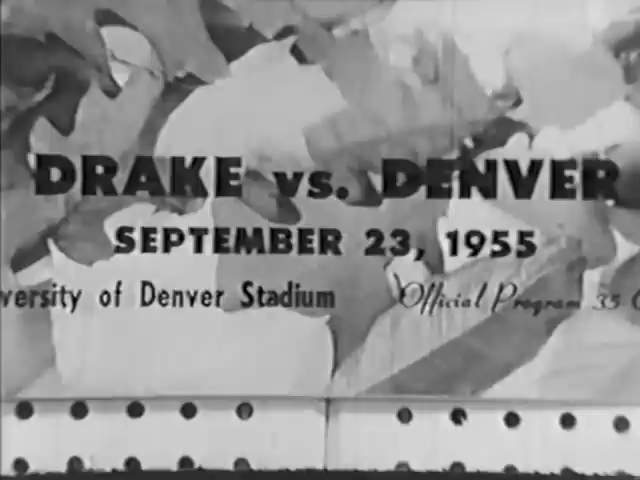 DRAKE vs. DENVER
SEPTEMBER 23, 1955
versity of Denver Stadium Official Program 35